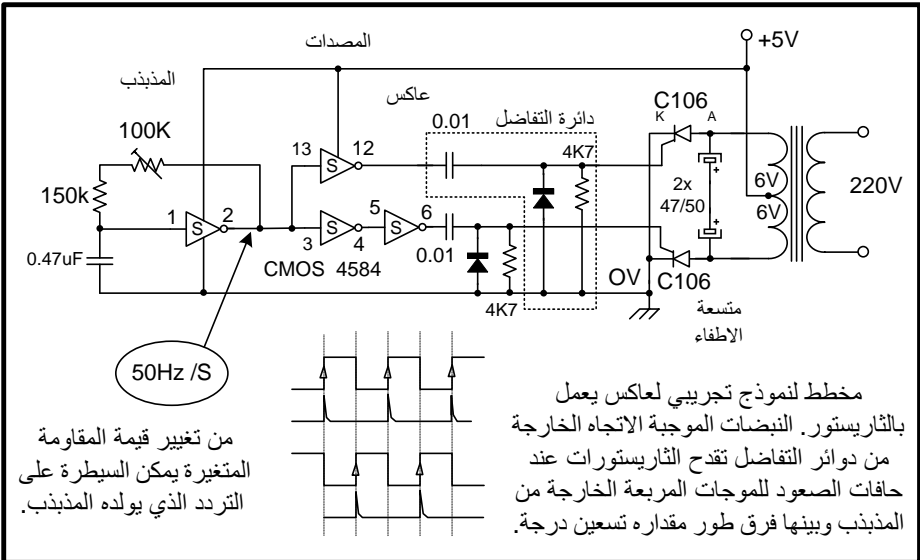 المصدات
+5V
المذبذب
عاكس
C106
K
A
دائرة التفاضل
0.01
100K
13
12
4K7
S
150k
2x
47/50
6V
220V
5
6
6V
1
2
S
S
S
3
4
0.47uF
0.01
CMOS 4584
OV
C106
4K7
متسعة
الاطفاء
50Hz /S
من تغيير قيمة المقاومة
المتغيرة يمكن السيطرة على
التردد الذي يولده المذبذب.
مخطط لنموذج تجريبي لعاكس يعمل
بالثاريستور. النبضات الموجبة الاتجاه الخارجة
من دوائر التفاضل تقدح الثاريستورات عند
حافات الصعود للموجات المربعة الخارجة من
المذبذب وبينها فرق طور مقداره تسعين درجة.